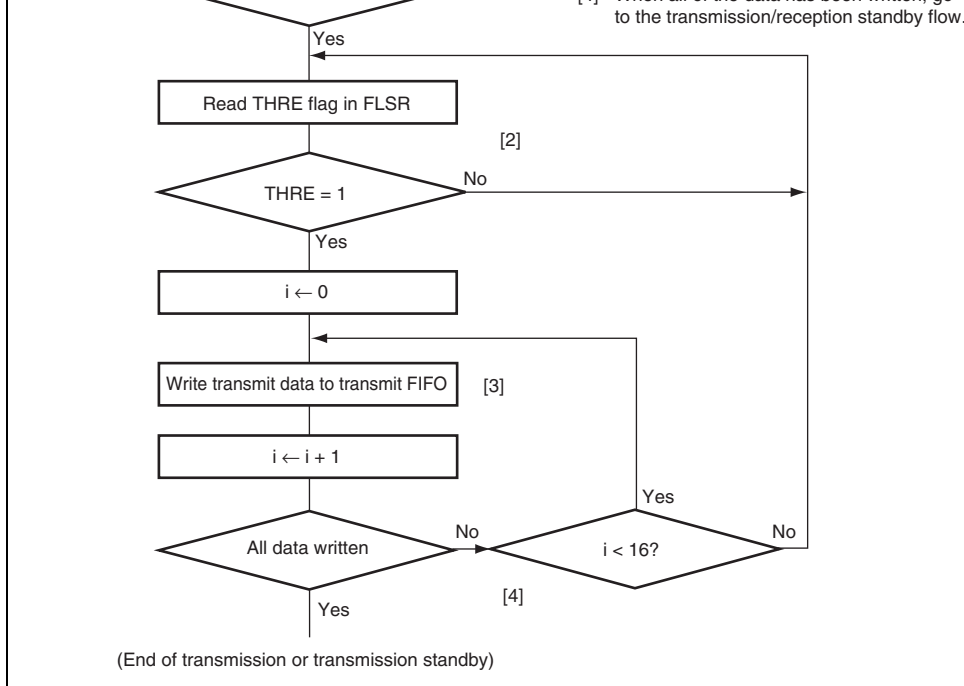 [4] When all of the data has been written, go
to the transmission/reception standby flow.
Yes
Read THRE flag in FLSR
[2]
THRE = 1
No
Yes
i ← 0
Write transmit data to transmit FIFO
[3]
i ← i + 1
Yes
All data written
No
i < 16?
No
[4]
Yes
(End of transmission or transmission standby)